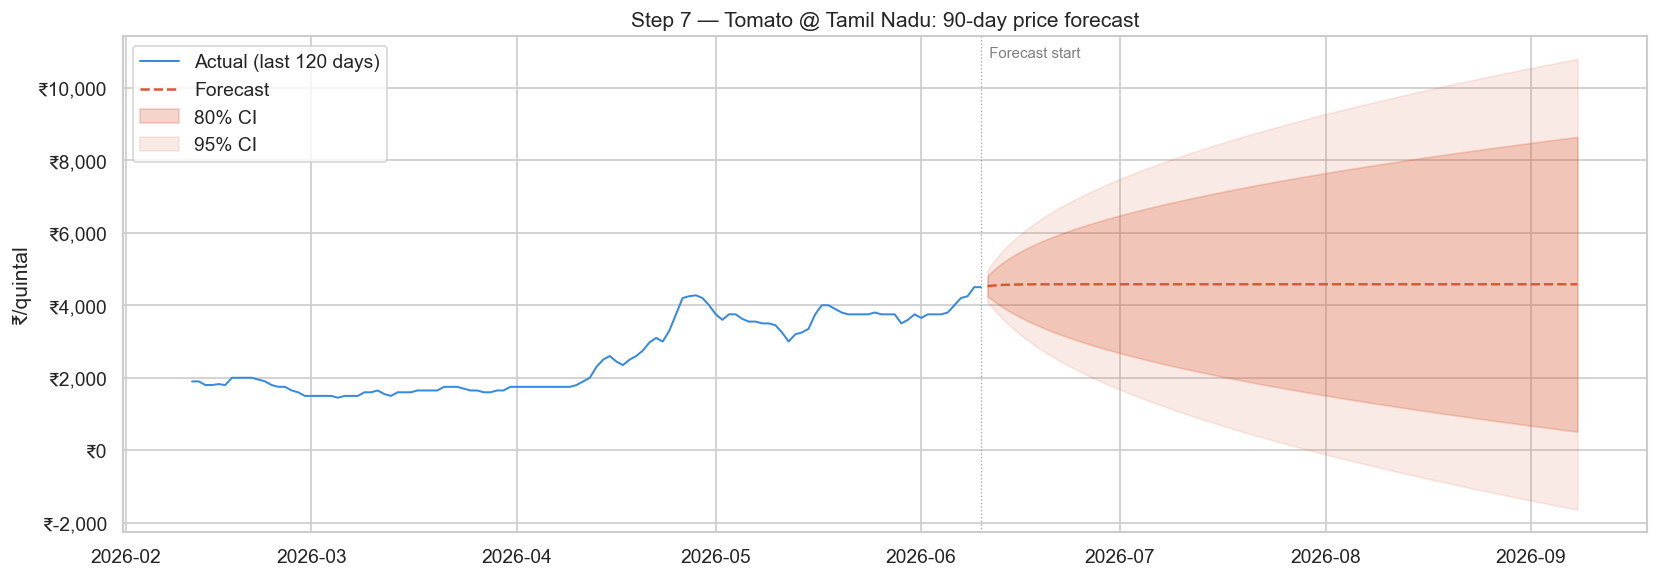 Step 7 — Tomato @ Tamil Nadu: 90-day price forecast
Actual (last 120 days)
Forecast
80% CI
95% CI
Forecast start
₹/quintal
₹10,000
₹8,000
₹6,000
₹4,000
₹2,000
₹0
₹-2,000
2026-02 2026-03 2026-04 2026-05 2026-06 2026-07 2026-08 2026-09